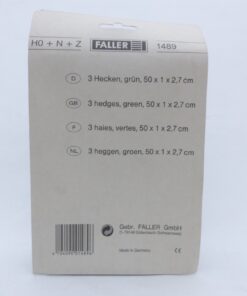 H0 + N + Z
FALLER
1489
D
3 Hecken, grün, 50 x 1 x 2,7 cm
GB
3 hedges, green, 50 x 1 x 2,7 cm
F
3 haies, vertes, 50 x 1 x 2,7 cm
NL
3 heggen, groen, 50 x 1 x 2,7 cm
Gebr. FALLER GmbH
Made in Germany
CE